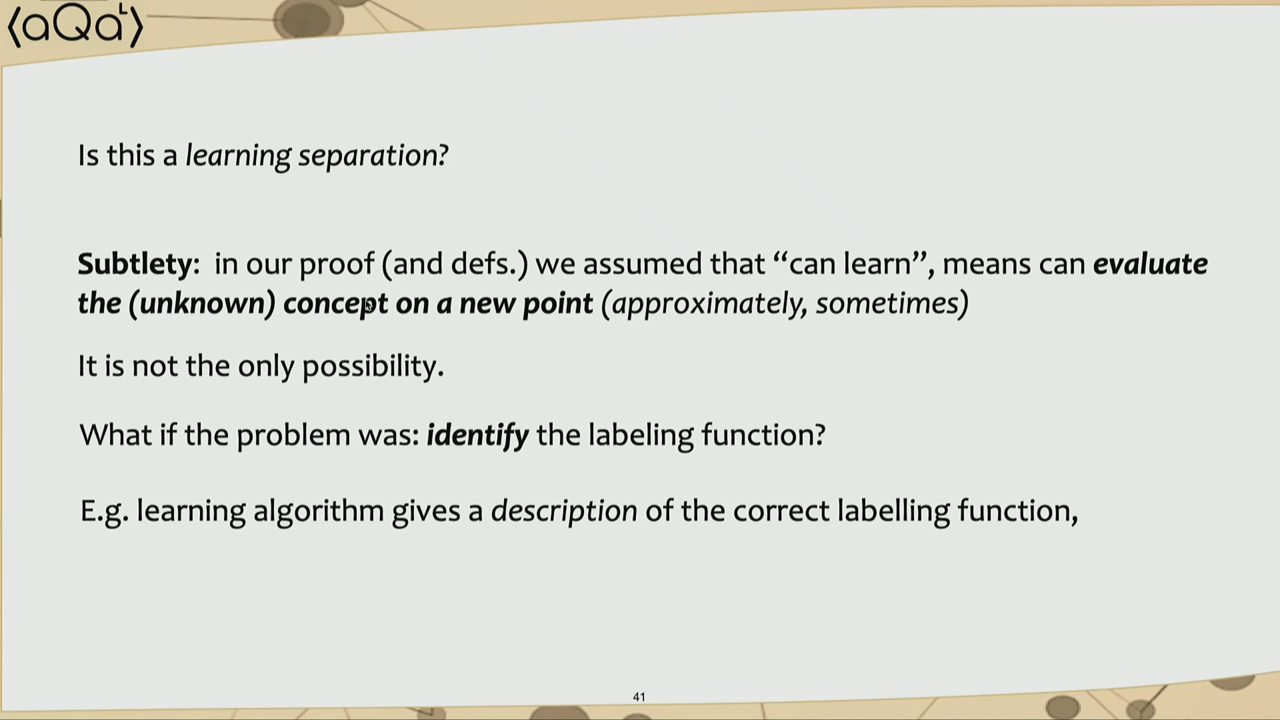 ⟨aQaᴸ⟩
Is this a learning separation?
Subtlety: in our proof (and defs.) we assumed that “can learn”, means can evaluate
the (unknown) concept on a new point (approximately, sometimes)
It is not the only possibility.
What if the problem was: identify the labeling function?
E.g. learning algorithm gives a description of the correct labelling function,
41